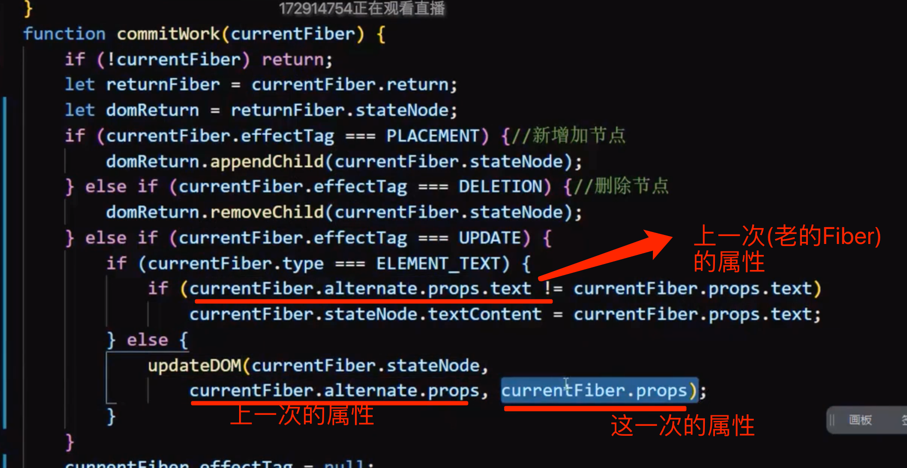 }
172914754正在观看直播
function commitWork(currentFiber) {
if (!currentFiber) return;
let returnFiber = currentFiber.return;
let domReturn = returnFiber.stateNode;
if (currentFiber.effectTag === PLACEMENT) {//新增加节点
domReturn.appendChild(currentFiber.stateNode);
} else if (currentFiber.effectTag === DELETION) {//删除节点
domReturn.removeChild(currentFiber.stateNode);
} else if (currentFiber.effectTag === UPDATE) {
上一次(老的Fiber)
的属性
if (currentFiber.type === ELEMENT_TEXT) {
if (currentFiber.alternate.props.text != currentFiber.props.text)
currentFiber.stateNode.textContent = currentFiber.props.text;
} else {
updateDOM(currentFiber.stateNode,
currentFiber.alternate.props, currentFiber.props);
上一次的属性
这一次的属性
}
画板
}
currentFiber.effectTag = null;